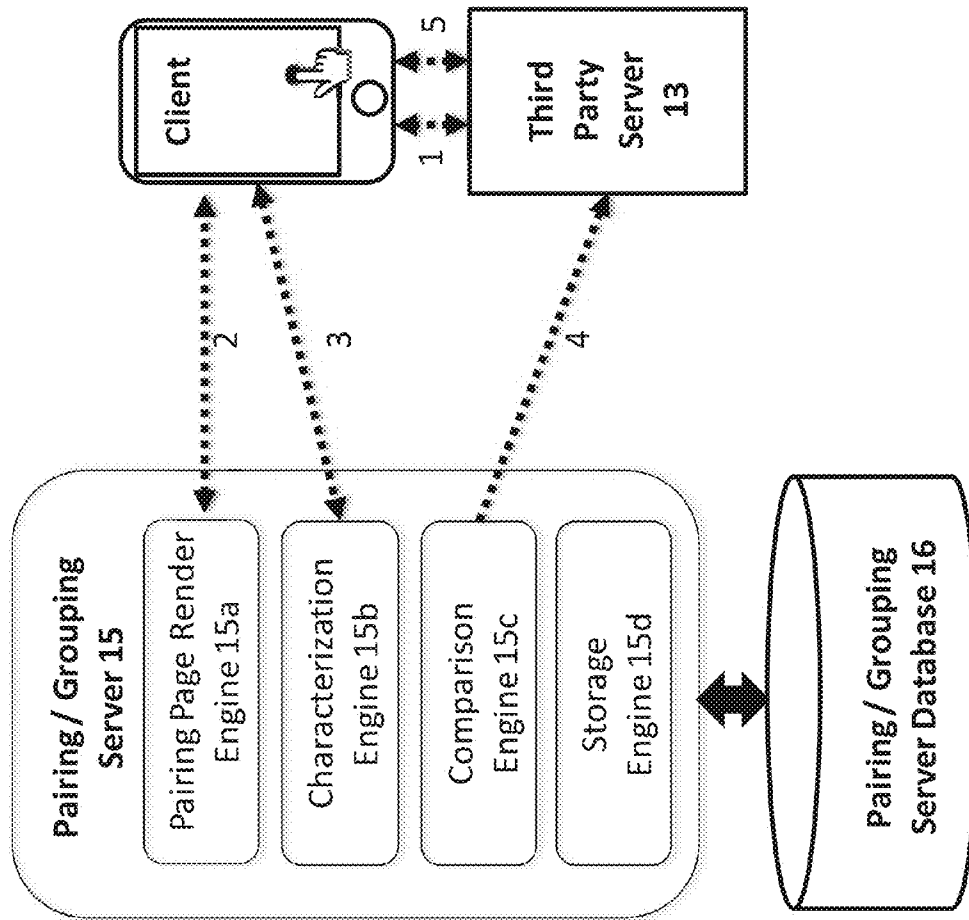 Pairing / Grouping
Server 15
Pairing Page Render
Engine 15a
Characterization
Engine 15b
Comparison
Engine 15c
Storage
Engine 15d
Pairing / Grouping
Server Database 16
2
3
4
Client
1
5
Third
Party
Server
13